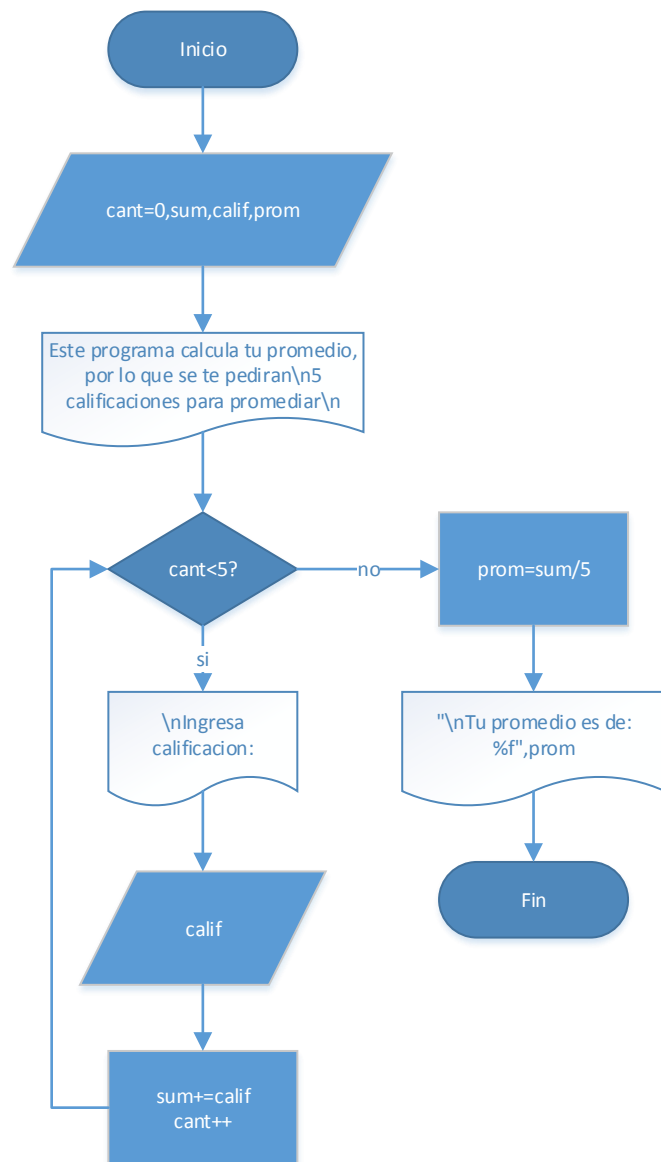 Inicio
cant=0,sum,calif,prom
Este programa calcula tu promedio,
por lo que se te pediran\n5
calificaciones para promediar\n
cant<5?
no
prom=sum/5
si
\nIngresa
calificacion:
"\nTu promedio es de:
%f",prom
calif
Fin
sum+=calif
cant++